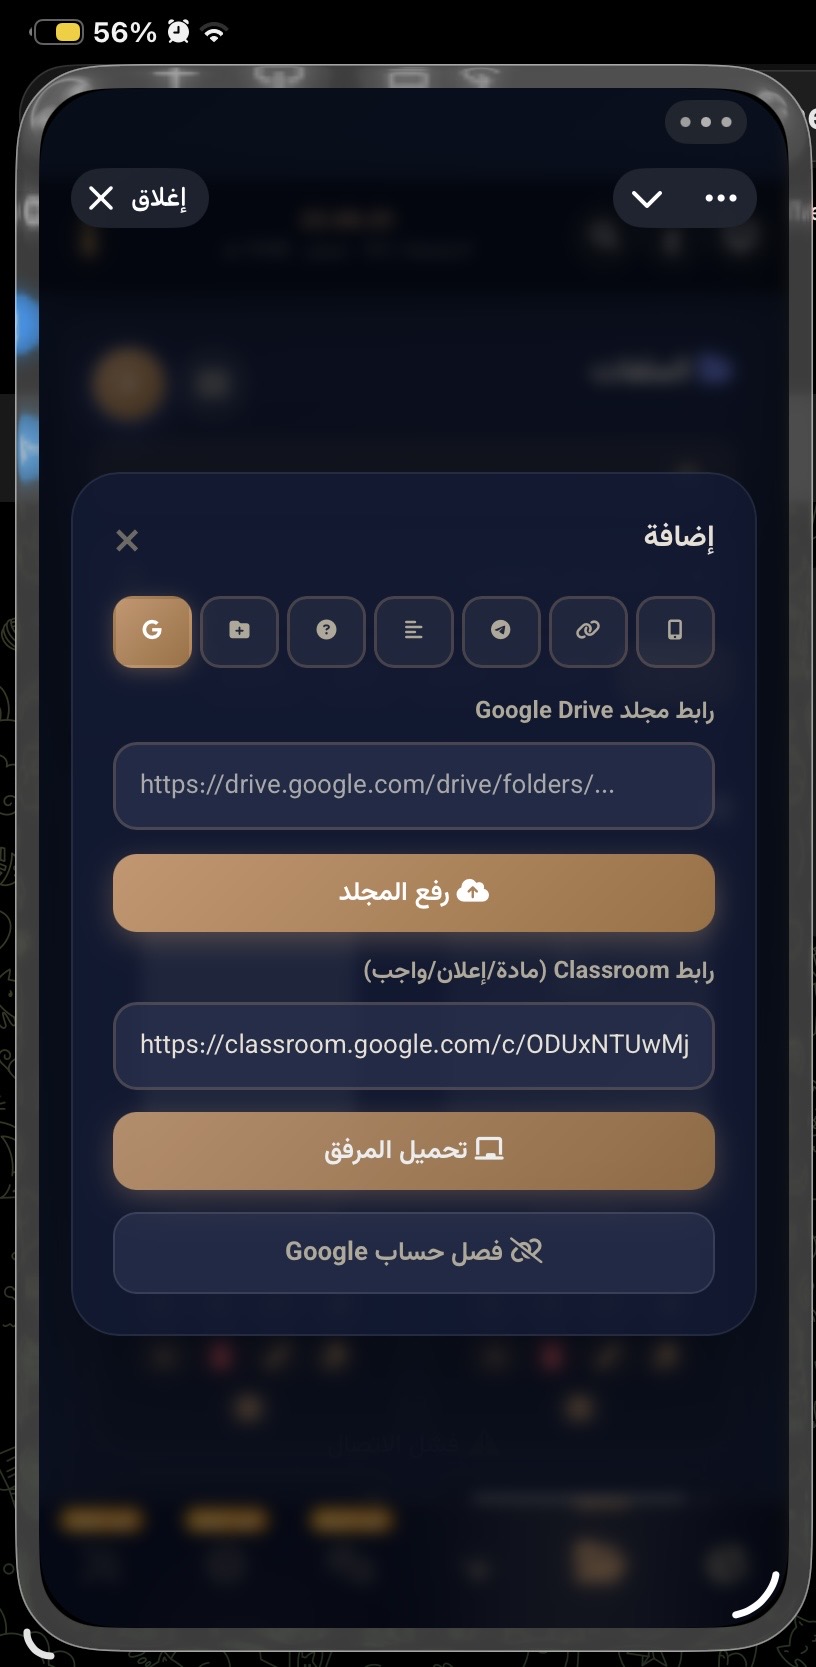 56%
إغلاق
إضافة
رابط مجلد Google Drive
https://drive.google.com/drive/folders/...
رفع المجلد
رابط Classroom (مادة/إعلان/واجب)
https://classroom.google.com/c/ODUxNTUwMj
تحميل المرفق
فصل حساب Google